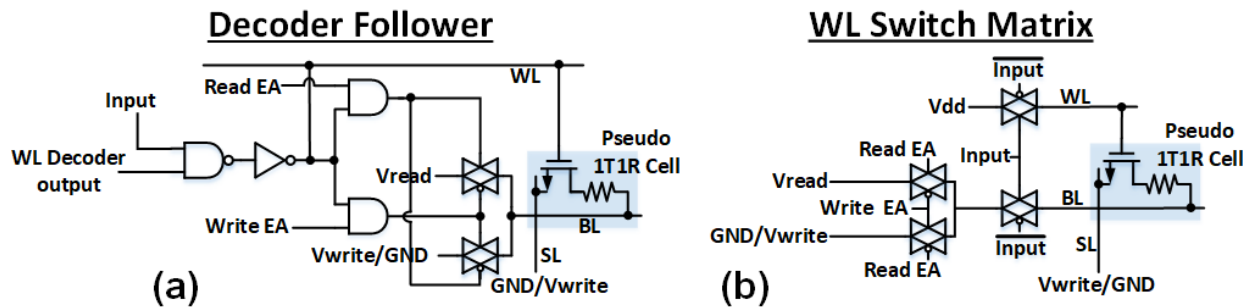 Decoder Follower
WL
Read EA
Input
WL Decoder
output
Pseudo
1T1R Cell
Vread
Write EA
BL
Vwrite/GND
SL
GND/Vwrite
(a)
WL Switch Matrix
Input
WL
Vdd
Pseudo
1T1R Cell
Read EA
Input
Vread
Write EA
BL
GND/Vwrite
Input
SL
Read EA
Vwrite/GND
(b)